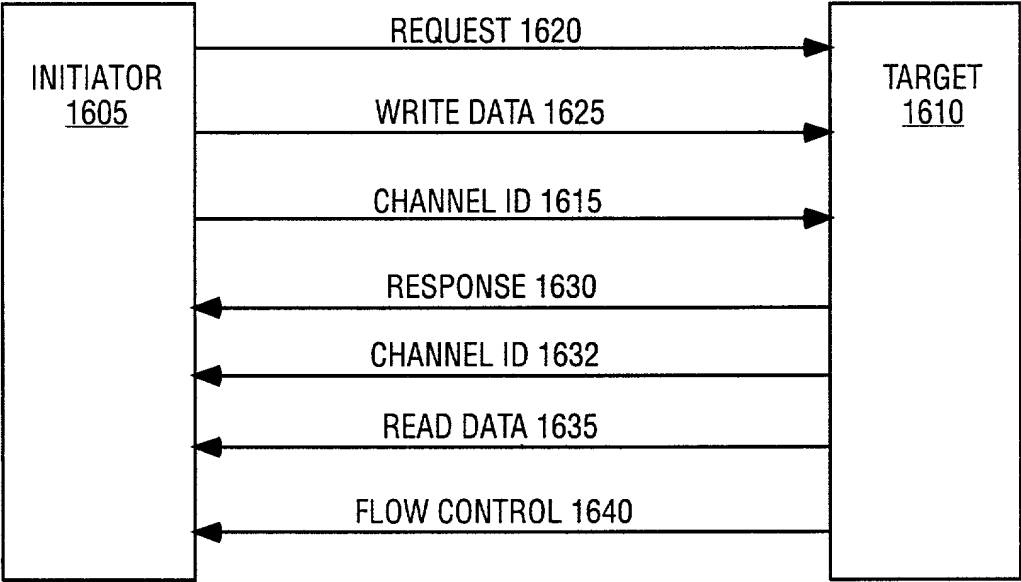 REQUEST 1620
INITIATOR
1605
TARGET
1610
WRITE DATA 1625
CHANNEL ID 1615
RESPONSE 1630
CHANNEL ID 1632
READ DATA 1635
FLOW CONTROL 1640